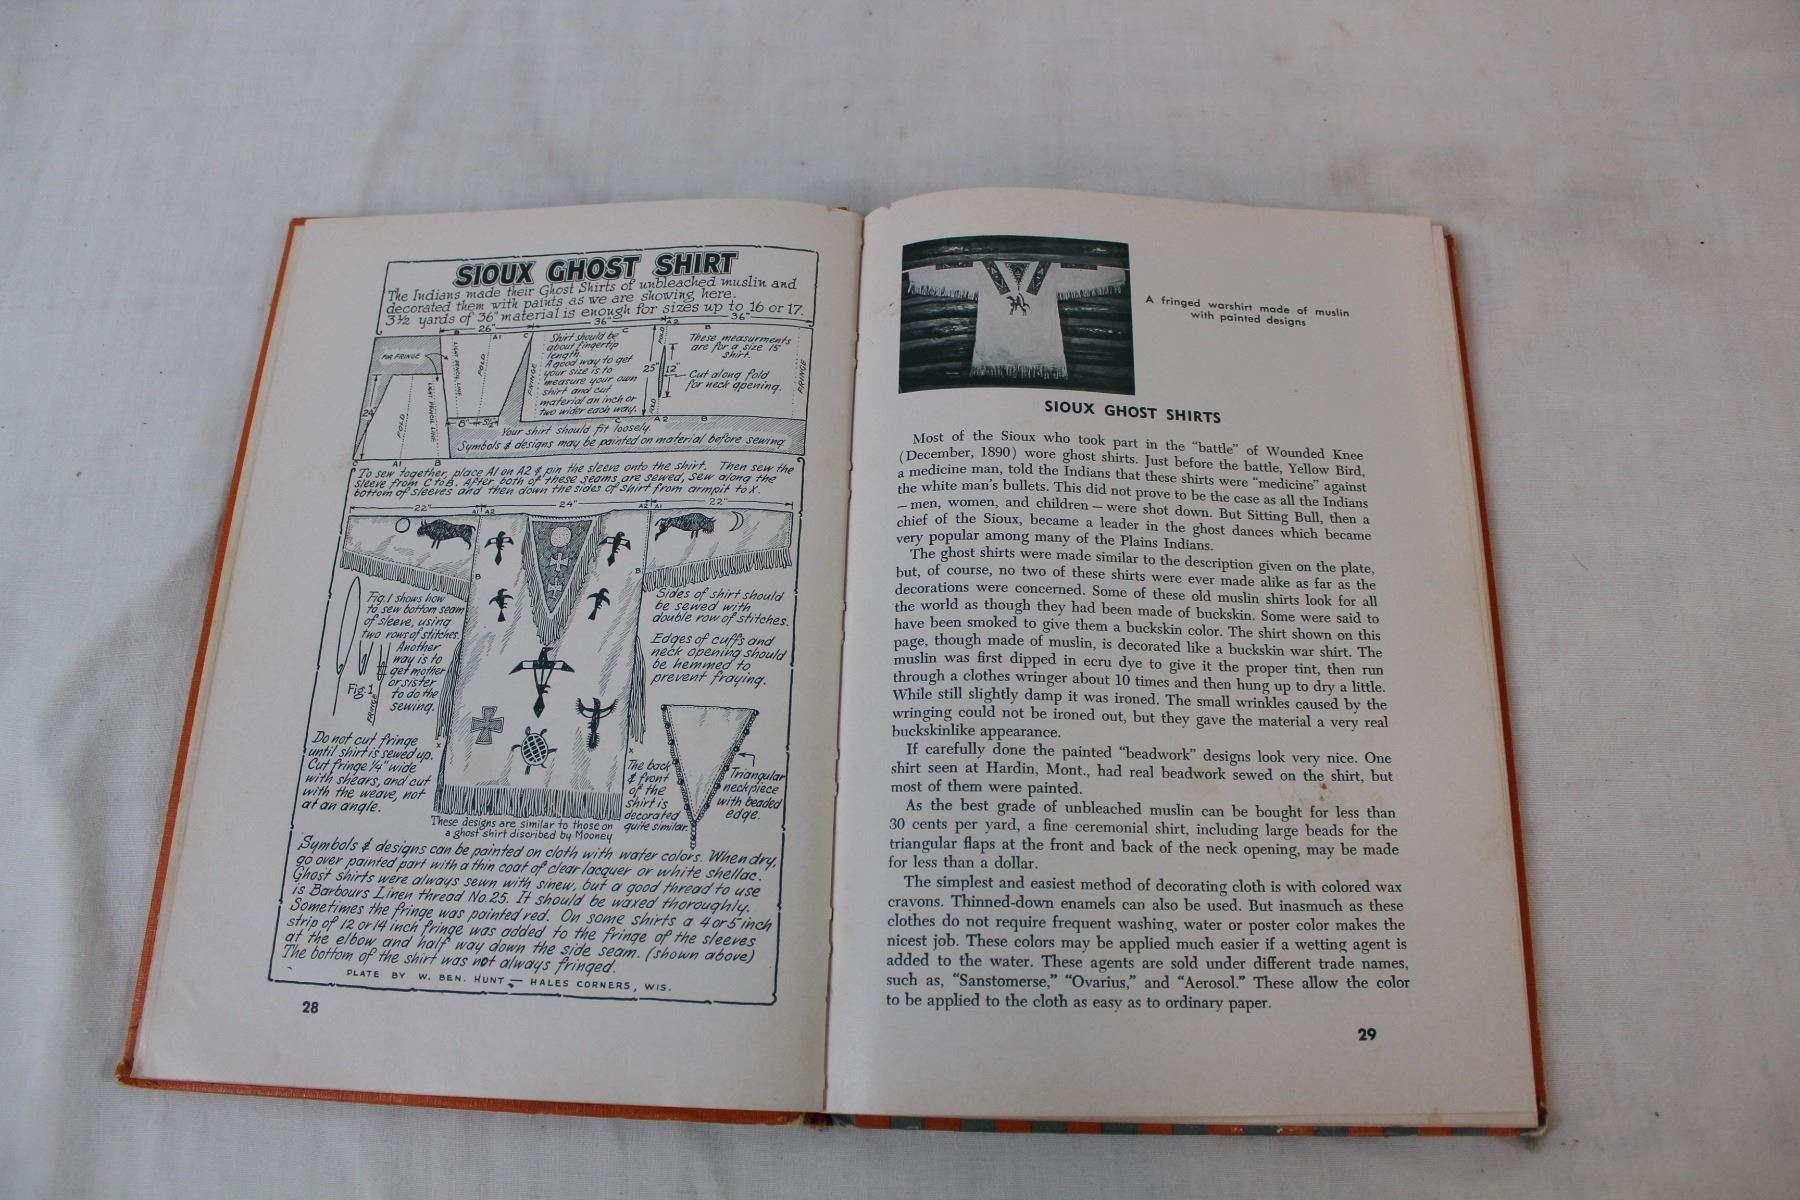 SIOUX GHOST SHIRT
The Indians made their Ghost Shirts of unbleached muslin and
decorated them with paints as we are showing here.
3½ yards of 36" material is enough for sizes up to 16 or 17.
26"
36"
36"
B
A1
C
C
A2
B
FOR FRINGE
LIGHT PENCIL LINE
FOLD
FRINGE
Shirt should be
about fingertip
length.
A good way to get
your size is to
measure your own
shirt and cut
material an inch or
two wider each way.
FOLD
25"
12"
FOLD
These measurments
are for a size 15
shirt.
Cut along fold
for neck opening.
FRINGE
24"
FOLD
LIGHT PENCIL LINE
8"
5½"
C
A2
B
Your shirt should fit loosely.
Symbols & designs may be painted on material before sewing
C
A1
B
To sew together, place A1 on A2 & pin the sleeve onto the shirt. Then sew the
sleeve from C to B. After both of these seams are sewed, sew along the
bottom of sleeves and then down the sides of shirt from armpit to X.
22"
A1 A2
24"
A2 A1
22"
B
B
Fig. 1 shows how
to sew bottom seam
of sleeve, using
two rows of stitches.
Another
way is to
get mother
or sister
to do the
sewing.
Fig. 1
FRINGE
Sides of shirt should
be sewed with
double row of stitches.
Edges of cuffs and
neck opening should
be hemmed to
prevent fraying.
Do not cut fringe
until shirt is sewed up.
Cut fringe ¼" wide
with shears, and cut
with the weave, not
at an angle.
X
X
The back
& front
of the
shirt is
decorated
quite similar.
Triangular
neckpiece
with beaded
edge.
These designs are similar to those on
a ghost shirt discribed by Mooney
Symbols & designs can be painted on cloth with water colors. When dry,
go over painted part with a thin coat of clear lacquer or white shellac.
Ghost shirts were always sewn with sinew, but a good thread to use
is Barbours Linen thread No. 25. It should be waxed thoroughly.
Sometimes the fringe was painted red. On some shirts a 4 or 5 inch
strip of 12 or 14 inch fringe was added to the fringe of the sleeves
at the elbow and half way down the side seam. (shown above)
The bottom of the shirt was not always fringed.
PLATE BY W. BEN. HUNT — HALES CORNERS, WIS.
28
A fringed warshirt made of muslin
with painted designs
SIOUX GHOST SHIRTS
Most of the Sioux who took part in the "battle" of Wounded Knee
(December, 1890) wore ghost shirts. Just before the battle, Yellow Bird,
a medicine man, told the Indians that these shirts were "medicine" against
the white man's bullets. This did not prove to be the case as all the Indians
— men, women, and children — were shot down. But Sitting Bull, then a
chief of the Sioux, became a leader in the ghost dances which became
very popular among many of the Plains Indians.
The ghost shirts were made similar to the description given on the plate,
but, of course, no two of these shirts were ever made alike as far as the
decorations were concerned. Some of these old muslin shirts look for all
the world as though they had been made of buckskin. Some were said to
have been smoked to give them a buckskin color. The shirt shown on this
page, though made of muslin, is decorated like a buckskin war shirt. The
muslin was first dipped in ecru dye to give it the proper tint, then run
through a clothes wringer about 10 times and then hung up to dry a little.
While still slightly damp it was ironed. The small wrinkles caused by the
wringing could not be ironed out, but they gave the material a very real
buckskinlike appearance.
If carefully done the painted "beadwork" designs look very nice. One
shirt seen at Hardin, Mont., had real beadwork sewed on the shirt, but
most of them were painted.
As the best grade of unbleached muslin can be bought for less than
30 cents per yard, a fine ceremonial shirt, including large beads for the
triangular flaps at the front and back of the neck opening, may be made
for less than a dollar.
The simplest and easiest method of decorating cloth is with colored wax
crayons. Thinned-down enamels can also be used. But inasmuch as these
clothes do not require frequent washing, water or poster color makes the
nicest job. These colors may be applied much easier if a wetting agent is
added to the water. These agents are sold under different trade names,
such as, "Sanstomerse," "Ovarius," and "Aerosol." These allow the color
to be applied to the cloth as easy as to ordinary paper.
29